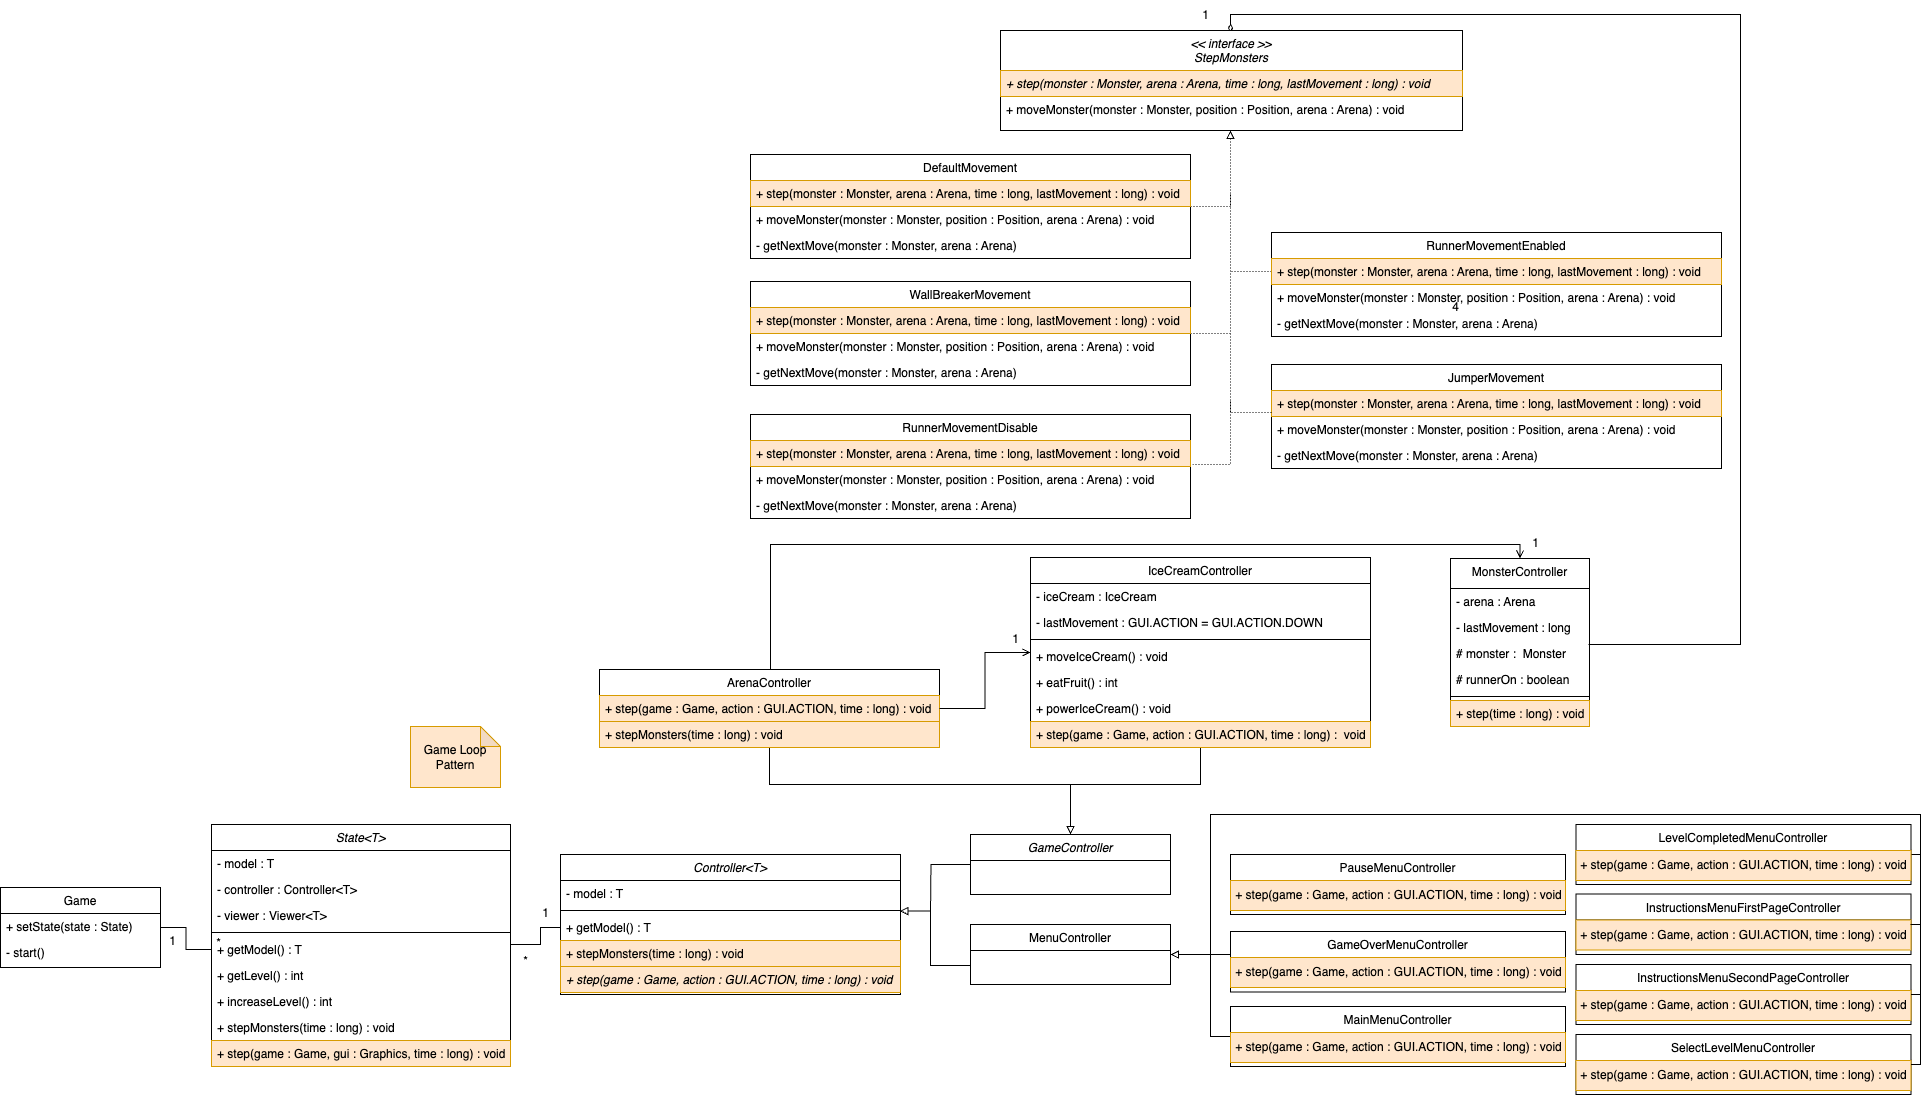 1
<< interface >>
StepMonsters
+ step(monster : Monster, arena : Arena, time : long, lastMovement : long) : void
+ moveMonster(monster : Monster, position : Position, arena : Arena) : void
DefaultMovement
+ step(monster : Monster, arena : Arena, time : long, lastMovement : long) : void
+ moveMonster(monster : Monster, position : Position, arena : Arena) : void
- getNextMove(monster : Monster, arena : Arena)
RunnerMovementEnabled
+ step(monster : Monster, arena : Arena, time : long, lastMovement : long) : void
+ moveMonster(monster : Monster, position : Position, arena : Arena) : void
4
- getNextMove(monster : Monster, arena : Arena)
WallBreakerMovement
+ step(monster : Monster, arena : Arena, time : long, lastMovement : long) : void
+ moveMonster(monster : Monster, position : Position, arena : Arena) : void
- getNextMove(monster : Monster, arena : Arena)
JumperMovement
+ step(monster : Monster, arena : Arena, time : long, lastMovement : long) : void
+ moveMonster(monster : Monster, position : Position, arena : Arena) : void
- getNextMove(monster : Monster, arena : Arena)
RunnerMovementDisable
+ step(monster : Monster, arena : Arena, time : long, lastMovement : long) : void
+ moveMonster(monster : Monster, position : Position, arena : Arena) : void
- getNextMove(monster : Monster, arena : Arena)
1
IceCreamController
- iceCream : IceCream
- lastMovement : GUI.ACTION = GUI.ACTION.DOWN
1
+ moveIceCream() : void
+ eatFruit() : int
+ powerIceCream() : void
+ step(game : Game, action : GUI.ACTION, time : long) :  void
MonsterController
- arena : Arena
- lastMovement : long
# monster :  Monster
# runnerOn : boolean
+ step(time : long) : void
ArenaController
+ step(game : Game, action : GUI.ACTION, time : long) : void
+ stepMonsters(time : long) : void
Game Loop
Pattern
Game
+ setState(state : State)
- start()
1
State<T>
- model : T
- controller : Controller<T>
- viewer : Viewer<T>
*
+ getModel() : T
+ getLevel() : int
+ increaseLevel() : int
+ stepMonsters(time : long) : void
+ step(game : Game, gui : Graphics, time : long) : void
1
*
Controller<T>
- model : T
+ getModel() : T
+ stepMonsters(time : long) : void
+ step(game : Game, action : GUI.ACTION, time : long) : void
GameController
MenuController
PauseMenuController
+ step(game : Game, action : GUI.ACTION, time : long) : void
GameOverMenuController
+ step(game : Game, action : GUI.ACTION, time : long) : void
MainMenuController
+ step(game : Game, action : GUI.ACTION, time : long) : void
LevelCompletedMenuController
+ step(game : Game, action : GUI.ACTION, time : long) : void
InstructionsMenuFirstPageController
+ step(game : Game, action : GUI.ACTION, time : long) : void
InstructionsMenuSecondPageController
+ step(game : Game, action : GUI.ACTION, time : long) : void
SelectLevelMenuController
+ step(game : Game, action : GUI.ACTION, time : long) : void